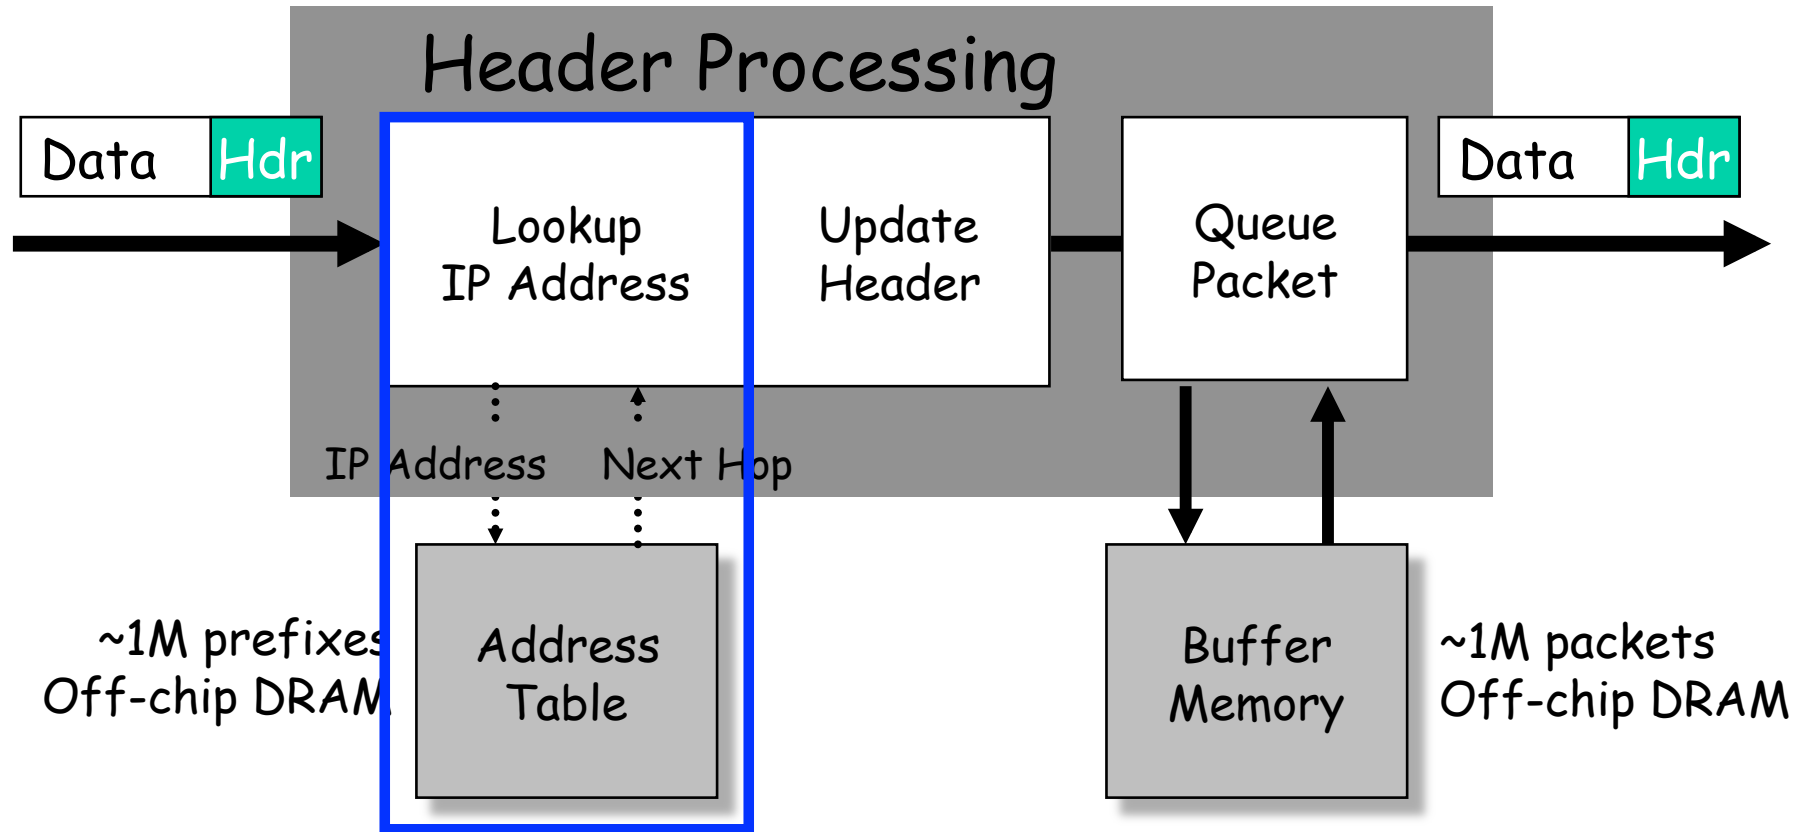 Header Processing
Data Hdr
Data Hdr
Lookup
IP Address
Update
Header
Queue
Packet
IP Address
Next Hop
~1M prefixes
Off-chip DRAM
Address
Table
Buffer
Memory
~1M packets
Off-chip DRAM